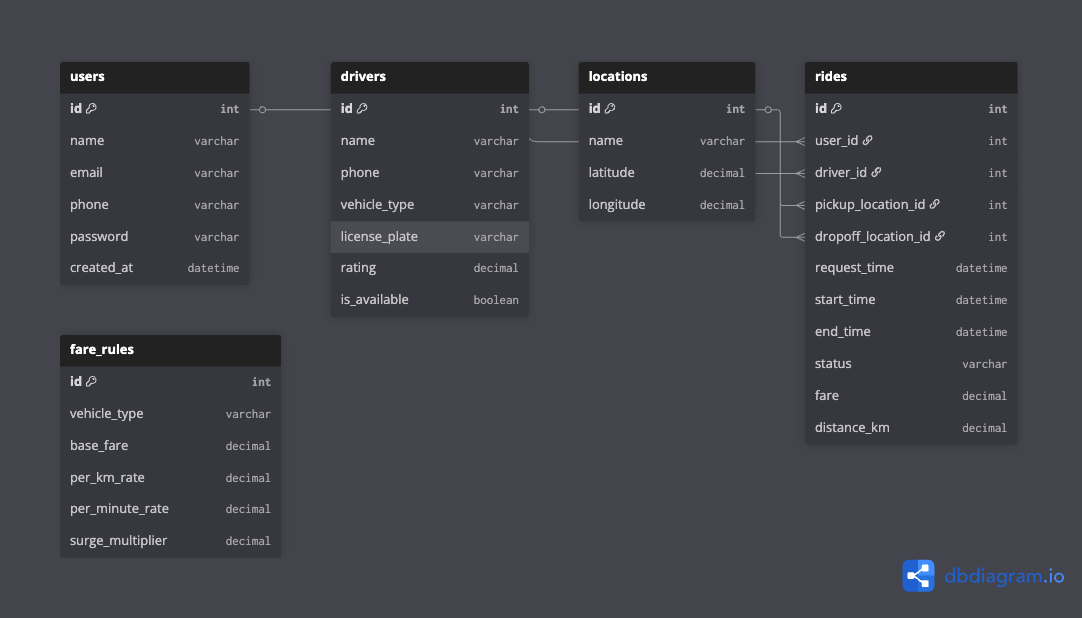 users
id int
name varchar
email varchar
phone varchar
password varchar
created_at datetime
drivers
id int
name varchar
phone varchar
vehicle_type varchar
license_plate varchar
rating decimal
is_available boolean
locations
id int
name varchar
latitude decimal
longitude decimal
rides
id int
user_id int
driver_id int
pickup_location_id int
dropoff_location_id int
request_time datetime
start_time datetime
end_time datetime
status varchar
fare decimal
distance_km decimal
fare_rules
id int
vehicle_type varchar
base_fare decimal
per_km_rate decimal
per_minute_rate decimal
surge_multiplier decimal
dbdiagram.io